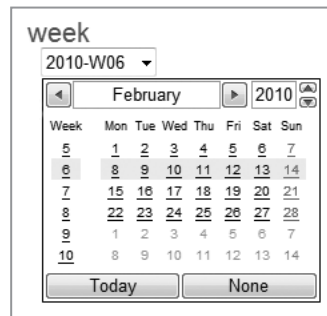 week
2010-W06
February 2010
Week Mon Tue Wed Thu Fri Sat Sun
5 1 2 3 4 5 6 7
6 8 9 10 11 12 13 14
7 15 16 17 18 19 20 21
8 22 23 24 25 26 27 28
9 1 2 3 4 5 6 7
10 8 9 10 11 12 13 14
Today None